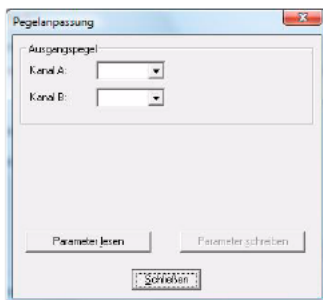 Pegelanpassung
Ausgangspegel
Kanal A:
Kanal B:
Parameter lesen
Parameter schreiben
Schließen